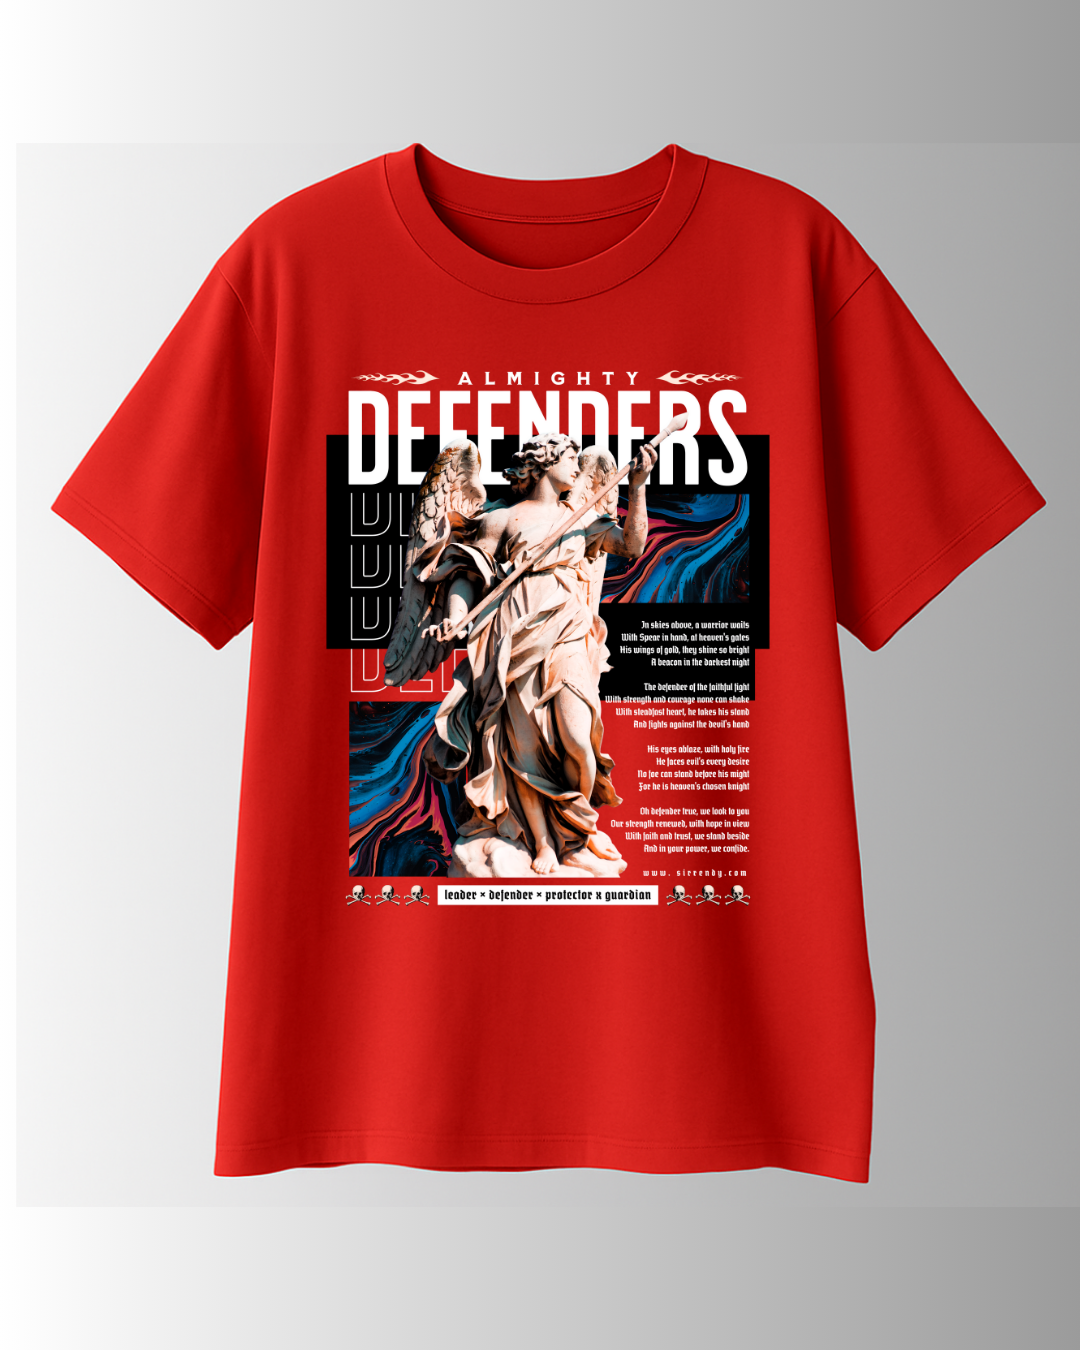 ALMIGHTY
DEFENDERS
In skies above, a warrior waits
With Spear in hand, at heaven's gates
His wings of gold, they shine so bright
A beacon in the darkest night
The defender of the faithful fight
With strength and courage none can shake
With steadfast heart, he takes his stand
And fights against the devil's hand
His eyes ablaze, with holy fire
He faces evil's every desire
No foe can stand before his might
For he is heaven's chosen knight
Oh defender true, we look to you
Our strength renewed, with hope in view
With faith and trust, we stand beside
And in your power, we confide.
www.sierendy.com
leader × defender × protector x guardian